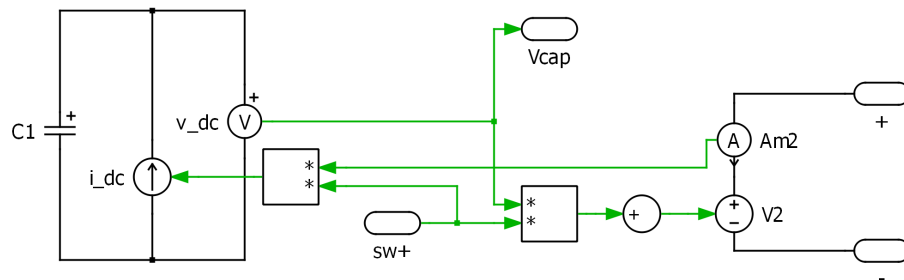 Vcap
+
C1
+
v_dc
V
A
Am2
+
i_dc
*
*
*
*
sw+
+
+
−
V2
-